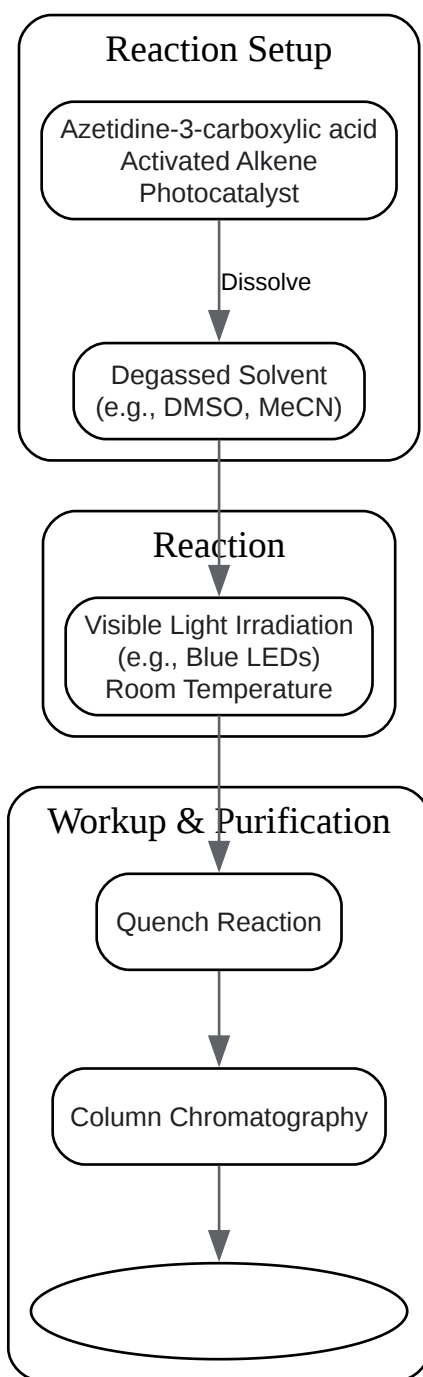 Reaction Setup
Azetidine-3-carboxylic acid
Activated Alkene
Photocatalyst
Dissolve
Degassed Solvent
(e.g., DMSO, MeCN)
Reaction
Visible Light Irradiation
(e.g., Blue LEDs)
Room Temperature
Workup & Purification
Quench Reaction
Column Chromatography